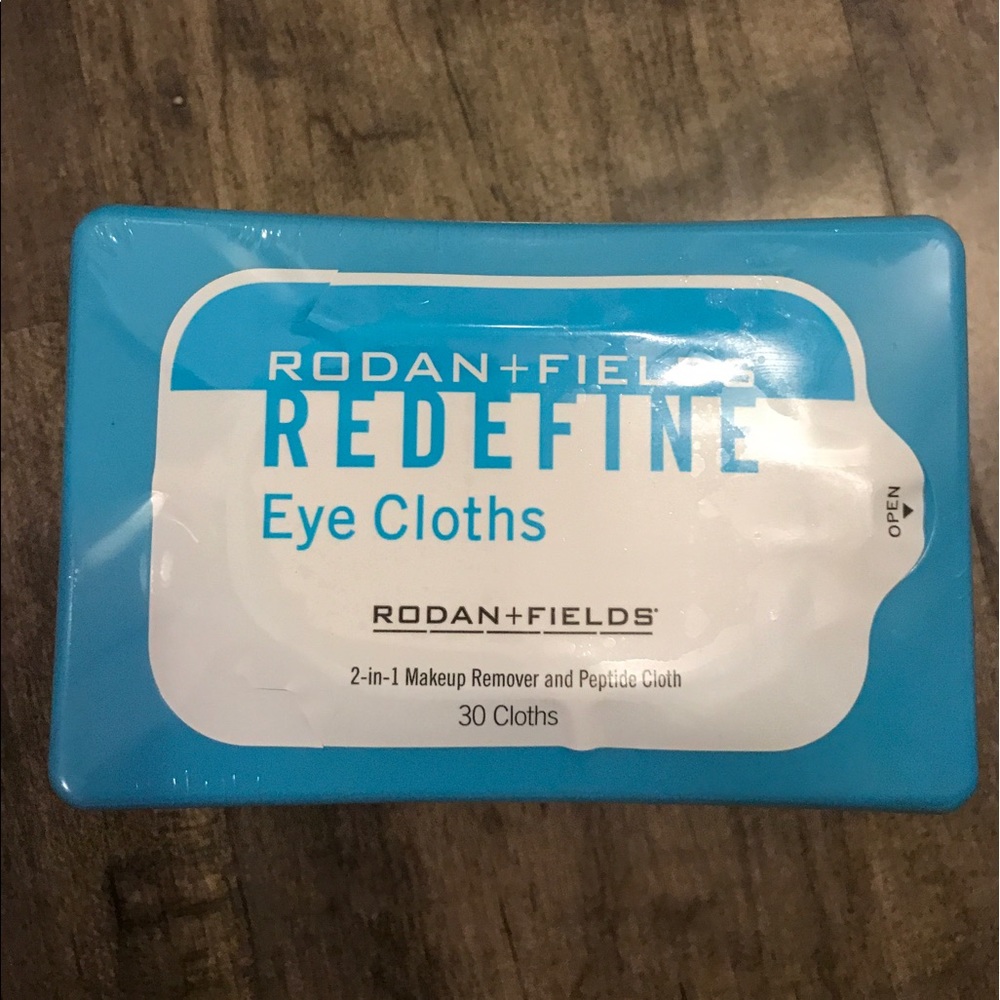 RODAN+FIELDS
REDEFINE
Eye Cloths
OPEN
RODAN+FIELDS®
2-in-1 Makeup Remover and Peptide Cloth
30 Cloths